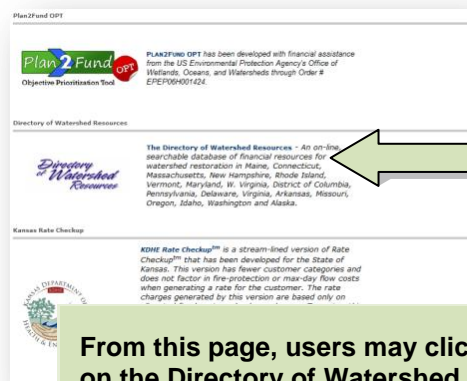 Plan2Fund OPT
Plan 2 Fund OPT
Objective Prioritization Tool
PLAN2FUND OPT has been developed with financial assistance
from the US Environmental Protection Agency's Office of
Wetlands, Oceans, and Watersheds through Order #
EPEP06H001424.
Directory of Watershed Resources
Directory
of Watershed
Resources
The Directory of Watershed Resources - An on-line,
searchable database of financial resources for
watershed restoration in Maine, Connecticut,
Massachusetts, New Hampshire, Rhode Island,
Vermont, Maryland, W. Virginia, District of Columbia,
Pennsylvania, Delaware, Virginia, Arkansas, Missouri,
Oregon, Idaho, Washington and Alaska.
Kansas Rate Checkup
KDHE Rate Checkup™ is a stream-lined version of Rate
Checkup™ that has been developed for the State of
Kansas. This version has fewer customer categories and
does not factor in fire-protection or max-day flow costs
when generating a rate for the customer. The rate
charges generated by this version are based only on
From this page, users may clic
on the Directory of Watershed